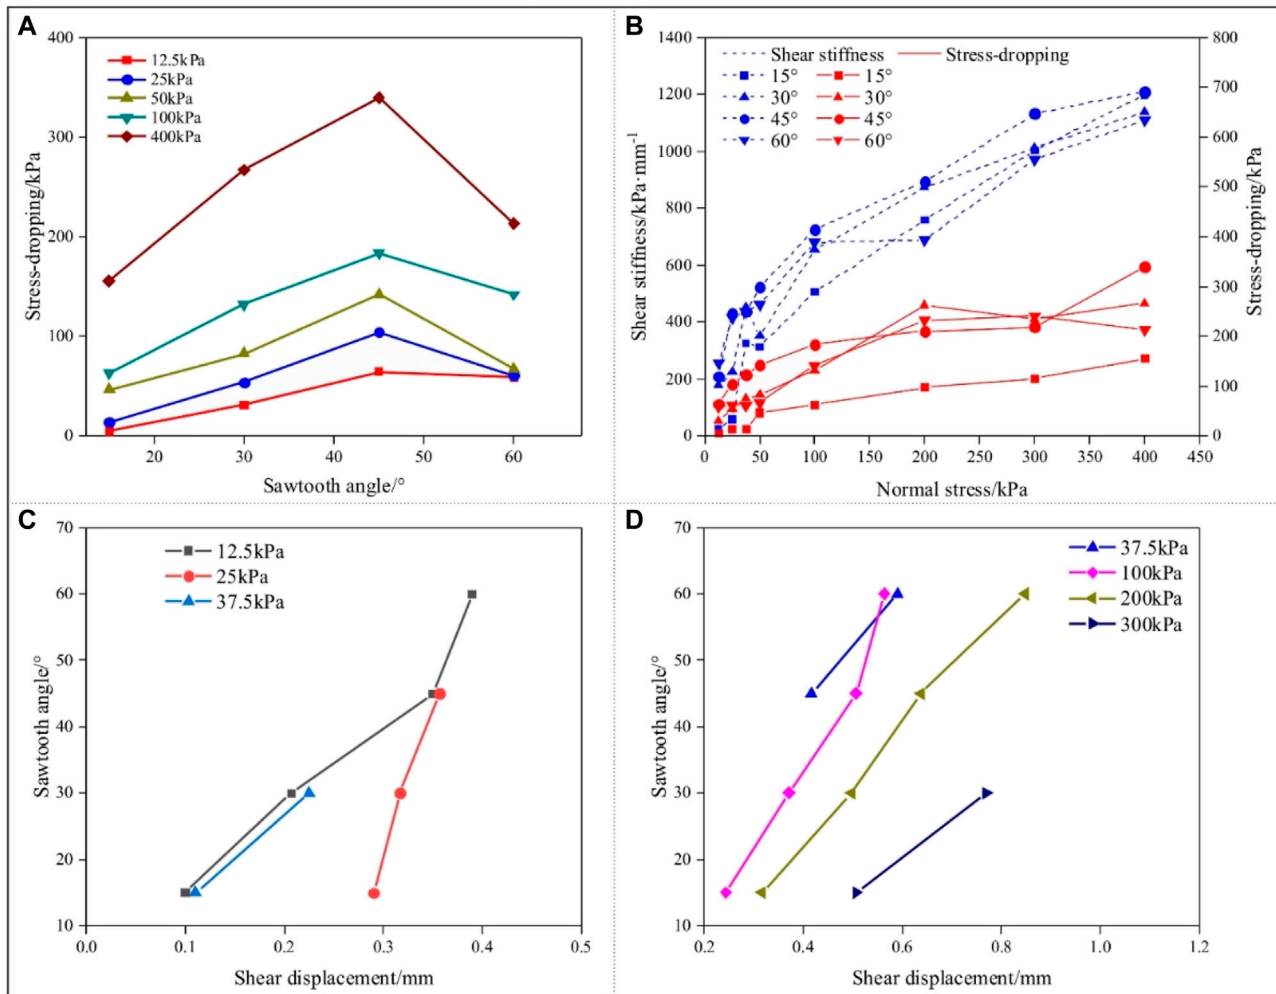 A
400
300
200
100
0
20
30
40
50
60
Stress-dropping/kPa
Sawtooth angle/°
12.5kPa
25kPa
50kPa
100kPa
400kPa
B
1400
1200
1000
800
600
400
200
0
0
50
100
150
200
250
300
350
400
450
800
700
600
500
400
300
200
100
0
Shear stiffness/kPa·mm⁻¹
Stress-dropping/kPa
Normal stress/kPa
Shear stiffness Stress-dropping
15° 15°
30° 30°
45° 45°
60° 60°
C
70
60
50
40
30
20
10
0.0
0.1
0.2
0.3
0.4
0.5
Sawtooth angle/°
Shear displacement/mm
12.5kPa
25kPa
37.5kPa
D
70
60
50
40
30
20
10
0.2
0.4
0.6
0.8
1.0
1.2
Sawtooth angle/°
Shear displacement/mm
37.5kPa
100kPa
200kPa
300kPa